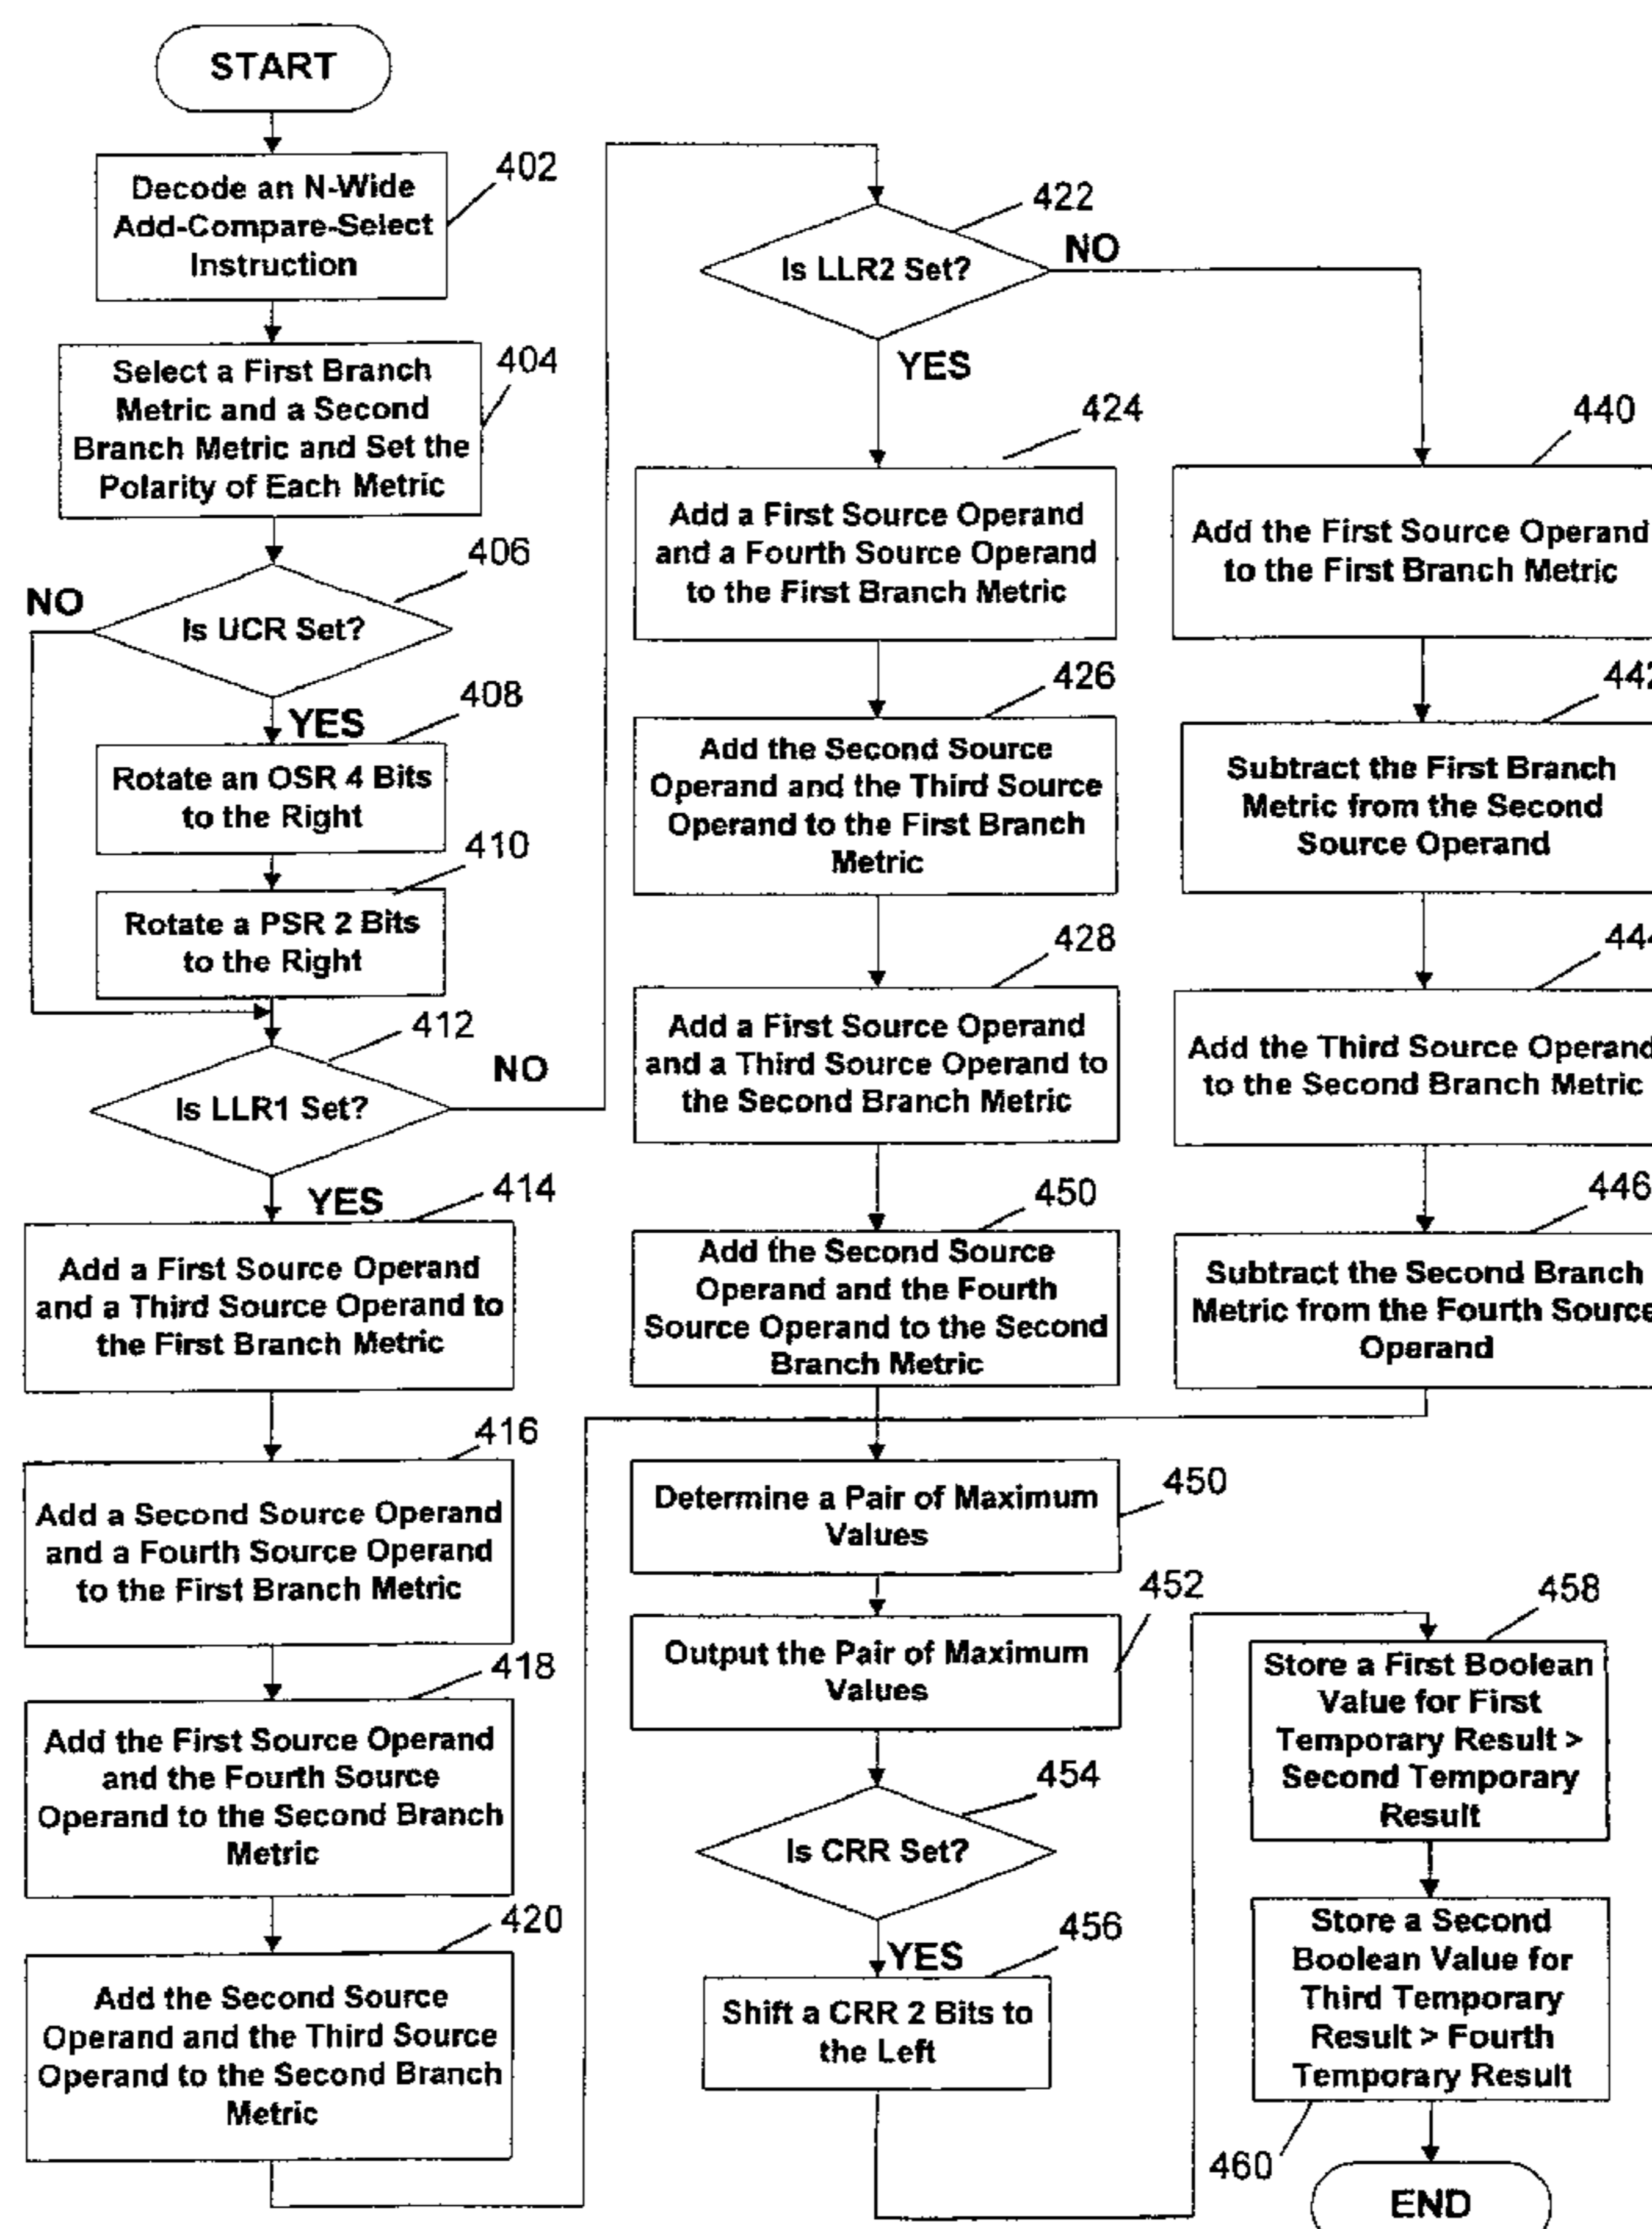 START
402
Decode an N-Wide
Add-Compare-Select
Instruction
404
Select a First Branch
Metric and a Second
Branch Metric and Set the
Polarity of Each Metric
406
NO
Is UCR Set?
408
YES
Rotate an OSR 4 Bits
to the Right
410
Rotate a PSR 2 Bits
to the Right
412
NO
Is LLR1 Set?
YES
414
Add a First Source Operand
and a Third Source Operand to
the First Branch Metric
416
Add a Second Source Operand
and a Fourth Source Operand
to the First Branch Metric
418
Add the First Source Operand
and the Fourth Source
Operand to the Second Branch
Metric
420
Add the Second Source
Operand and the Third Source
Operand to the Second Branch
Metric
422
NO
Is LLR2 Set?
YES
424
Add a First Source Operand
and a Fourth Source Operand
to the First Branch Metric
426
Add the Second Source
Operand and the Third Source
Operand to the First Branch
Metric
428
Add a First Source Operand
and a Third Source Operand to
the Second Branch Metric
450
Add the Second Source
Operand and the Fourth
Source Operand to the Second
Branch Metric
440
Add the First Source Operand
to the First Branch Metric
442
Subtract the First Branch
Metric from the Second
Source Operand
444
Add the Third Source Operand
to the Second Branch Metric
446
Subtract the Second Branch
Metric from the Fourth Source
Operand
450
Determine a Pair of Maximum
Values
452
Output the Pair of Maximum
Values
454
Is CRR Set?
YES
456
Shift a CRR 2 Bits to
the Left
458
Store a First Boolean
Value for First
Temporary Result >
Second Temporary
Result
Store a Second
Boolean Value for
Third Temporary
Result > Fourth
Temporary Result
460
END